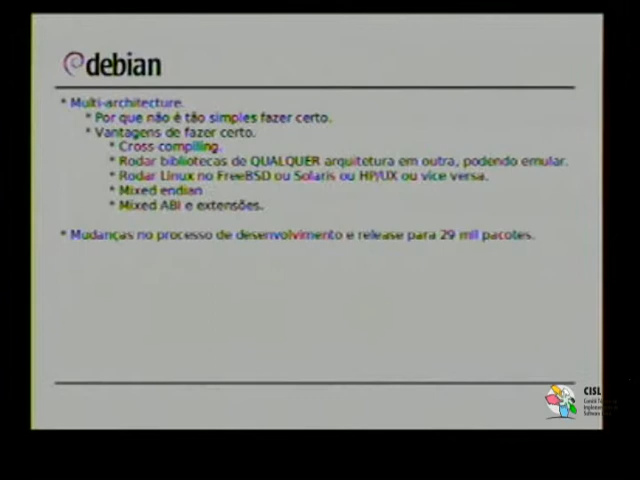 debian
* Multi-architecture.
* Por que não é tão simples fazer certo.
* Vantagens de fazer certo.
* Cross-compiling.
* Rodar bibliotecas de QUALQUER arquitetura em outra, podendo emular.
* Rodar Linux no FreeBSD ou Solaris ou HP/UX ou vice versa.
* Mixed endian
* Mixed ABI e extensões.
* Mudanças no processo de desenvolvimento e release para 29 mil pacotes.
CISL